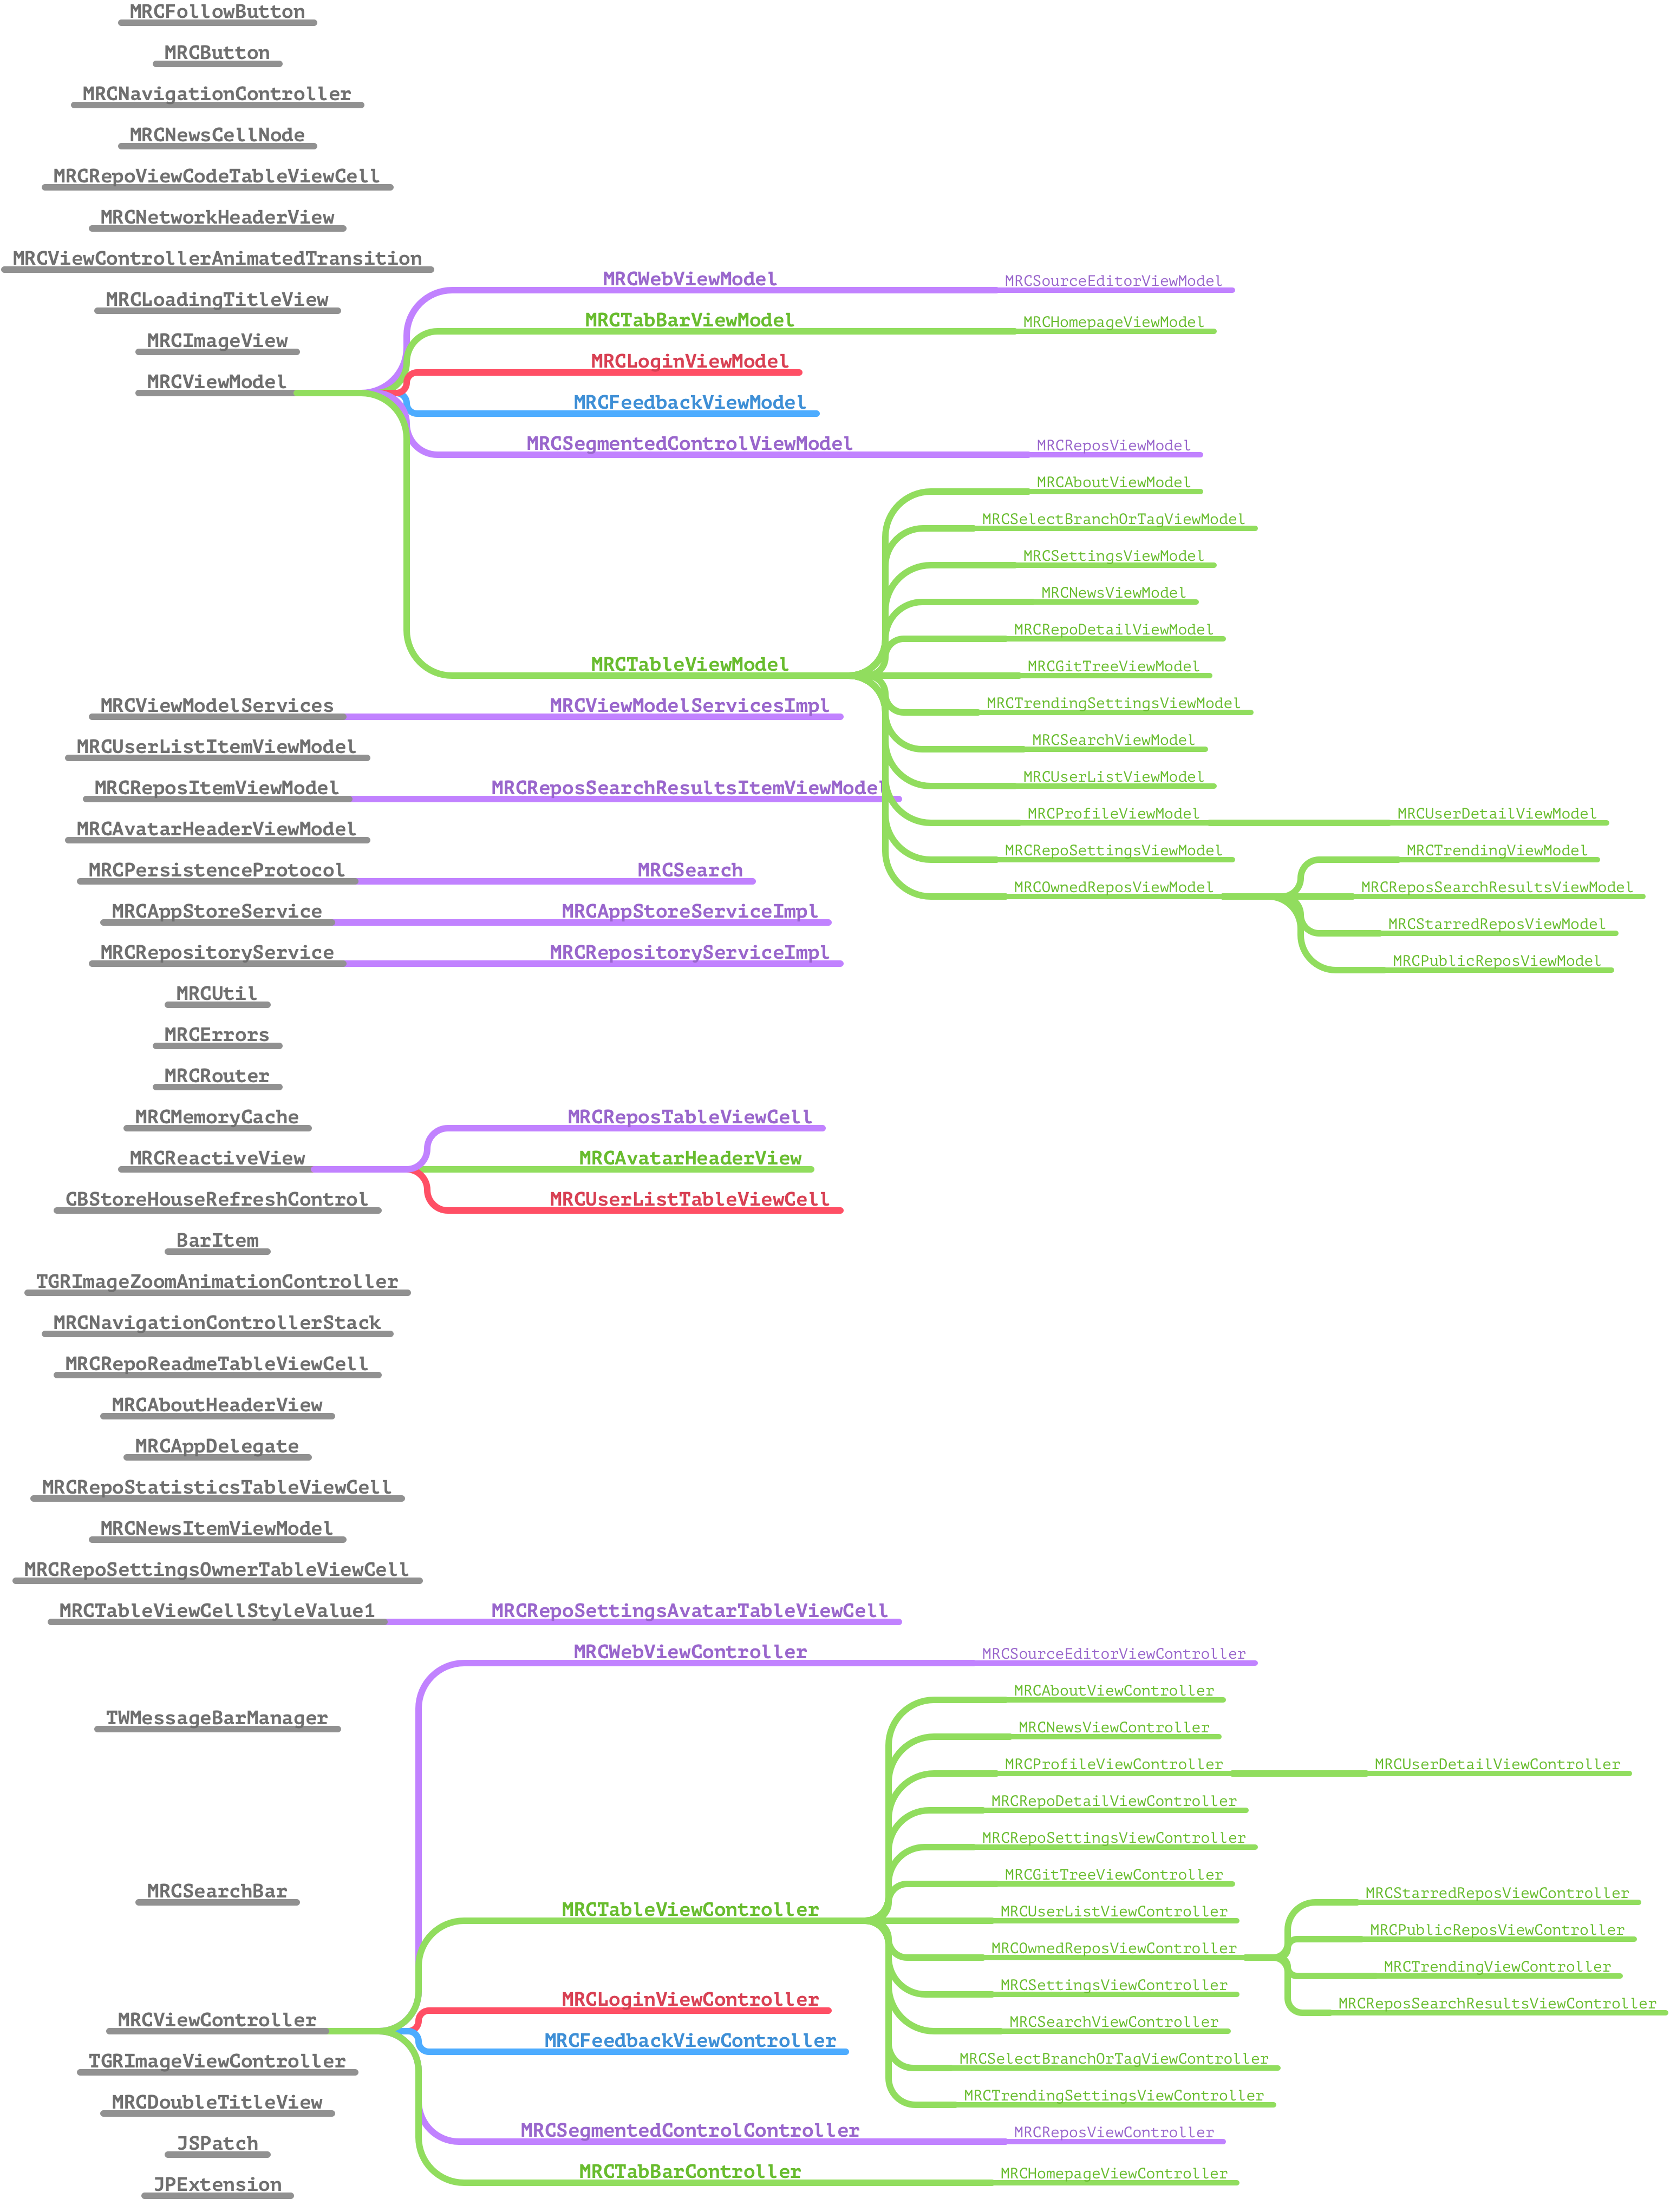 MRCFollowButton
MRCButton
MRCNavigationController
MRCNewsCellNode
MRCRepoViewCodeTableViewCell
MRCNetworkHeaderView
MRCViewControllerAnimatedTransition
MRCLoadingTitleView
MRCImageView
MRCViewModel
MRCWebViewModel
MRCSourceEditorViewModel
MRCTabBarViewModel
MRCHomepageViewModel
MRCLoginViewModel
MRCFeedbackViewModel
MRCSegmentedControlViewModel
MRCReposViewModel
MRCTableViewModel
MRCAboutViewModel
MRCSelectBranchOrTagViewModel
MRCSettingsViewModel
MRCNewsViewModel
MRCRepoDetailViewModel
MRCGitTreeViewModel
MRCTrendingSettingsViewModel
MRCSearchViewModel
MRCUserListViewModel
MRCProfileViewModel
MRCUserDetailViewModel
MRCRepoSettingsViewModel
MRCOwnedReposViewModel
MRCTrendingViewModel
MRCReposSearchResultsViewModel
MRCStarredReposViewModel
MRCPublicReposViewModel
MRCViewModelServices
MRCViewModelServicesImpl
MRCUserListItemViewModel
MRCReposItemViewModel
MRCReposSearchResultsItemViewModel
MRCAvatarHeaderViewModel
MRCPersistenceProtocol
MRCSearch
MRCAppStoreService
MRCAppStoreServiceImpl
MRCRepositoryService
MRCRepositoryServiceImpl
MRCUtil
MRCErrors
MRCRouter
MRCMemoryCache
MRCReactiveView
MRCReposTableViewCell
MRCAvatarHeaderView
MRCUserListTableViewCell
CBStoreHouseRefreshControl
BarItem
TGRImageZoomAnimationController
MRCNavigationControllerStack
MRCRepoReadmeTableViewCell
MRCAboutHeaderView
MRCAppDelegate
MRCRepoStatisticsTableViewCell
MRCNewsItemViewModel
MRCRepoSettingsOwnerTableViewCell
MRCTableViewCellStyleValue1
MRCRepoSettingsAvatarTableViewCell
TWMessageBarManager
MRCSearchBar
MRCViewController
MRCWebViewController
MRCSourceEditorViewController
MRCTableViewController
MRCAboutViewController
MRCNewsViewController
MRCProfileViewController
MRCUserDetailViewController
MRCRepoDetailViewController
MRCRepoSettingsViewController
MRCGitTreeViewController
MRCUserListViewController
MRCOwnedReposViewController
MRCStarredReposViewController
MRCPublicReposViewController
MRCTrendingViewController
MRCReposSearchResultsViewController
MRCSettingsViewController
MRCSearchViewController
MRCSelectBranchOrTagViewController
MRCTrendingSettingsViewController
MRCLoginViewController
MRCFeedbackViewController
MRCSegmentedControlController
MRCReposViewController
MRCTabBarController
MRCHomepageViewController
TGRImageViewController
MRCDoubleTitleView
JSPatch
JPExtension